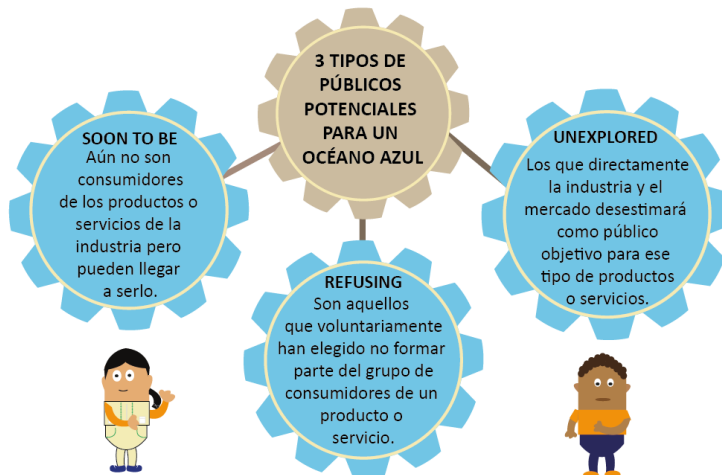 3 TIPOS DE
PÚBLICOS
POTENCIALES
PARA UN
OCÉANO AZUL
SOON TO BE
Aún no son
consumidores
de los productos o
servicios de la
industria pero
pueden llegar
a serlo.
REFUSING
Son aquellos
que voluntariamente
han elegido no formar
parte del grupo de
consumidores de un
producto o
servicio.
UNEXPLORED
Los que directamente
la industria y el
mercado desestimará
como público
objetivo para ese
tipo de productos
o servicios.